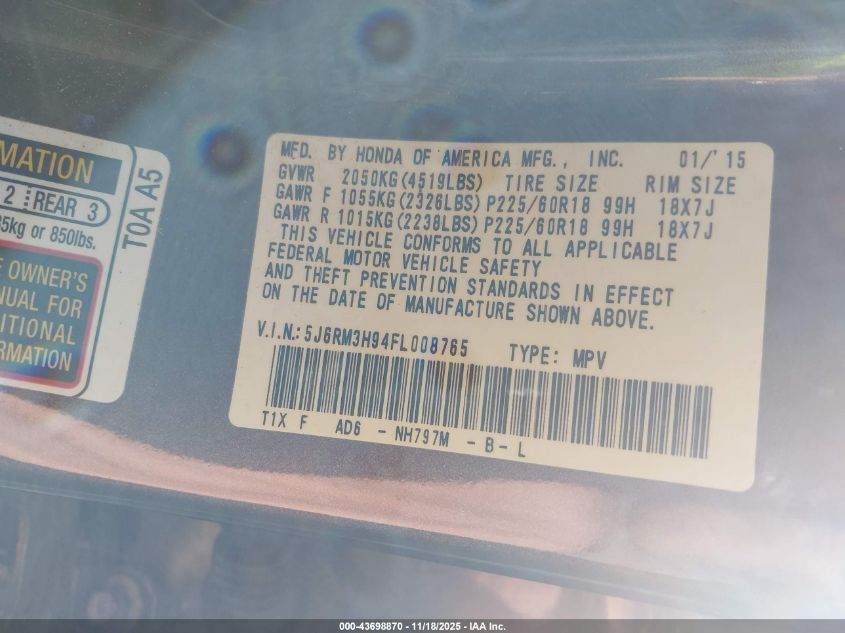 MATION
2 REAR 3
5kg or 850lbs.
T0A A5
E OWNER'S
NUAL FOR
ITIONAL
RMATION
MFD. BY HONDA OF AMERICA MFG., INC. 01/'15
GVWR 2050KG(4519LBS) TIRE SIZE RIM SIZE
GAWR F 1055KG(2326LBS) P225/60R18 99H 18X7J
GAWR R 1015KG(2238LBS) P225/60R18 99H 18X7J
THIS VEHICLE CONFORMS TO ALL APPLICABLE
FEDERAL MOTOR VEHICLE SAFETY
AND THEFT PREVENTION STANDARDS IN EFFECT
ON THE DATE OF MANUFACTURE SHOWN ABOVE.
V.I.N.: 5J6RM3H94FL008765 TYPE: MPV
T1X F AD6 - NH797M - B - L
000-43698870 - 11/18/2025 - IAA Inc.